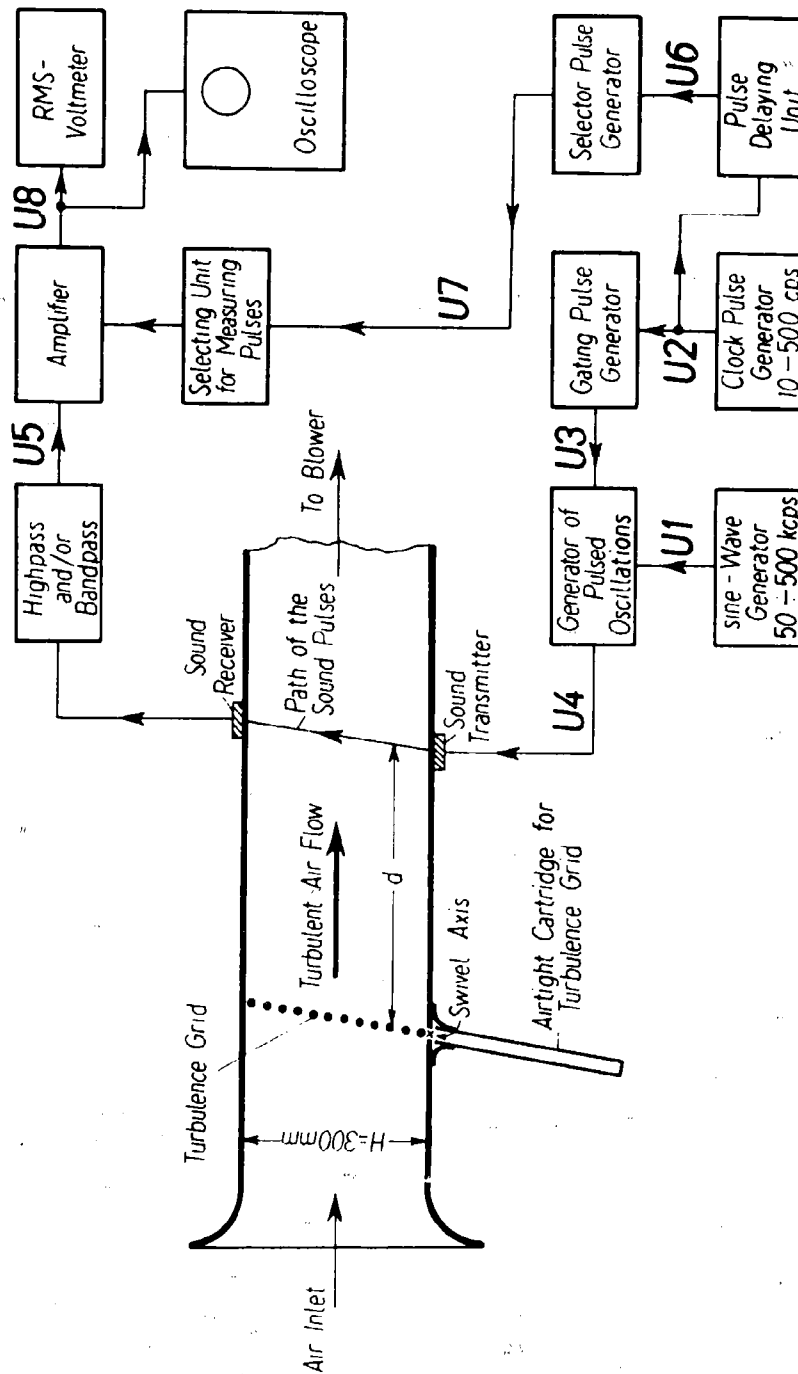 RMS-
Voltmeter
Oscilloscope
U8
Amplifier
Selecting Unit
for Measuring
Pulses
U5
Highpass
and/or
Bandpass
U7
Selector Pulse
Generator
U6
Pulse
Delaying
Unit
Gating Pulse
Generator
U2
Clock Pulse
Generator
10 – 500 cps
U3
Generator of
Pulsed
Oscillations
U1
sine - Wave
Generator
50 ÷ 500 kcps
U4
To Blower
Sound
Receiver
Path of the
Sound Pulses
Sound
Transmitter
Turbulence Grid
Turbulent Air Flow
d
Swivel Axis
Airtight Cartridge for
Turbulence Grid
H=300mm
Air Inlet